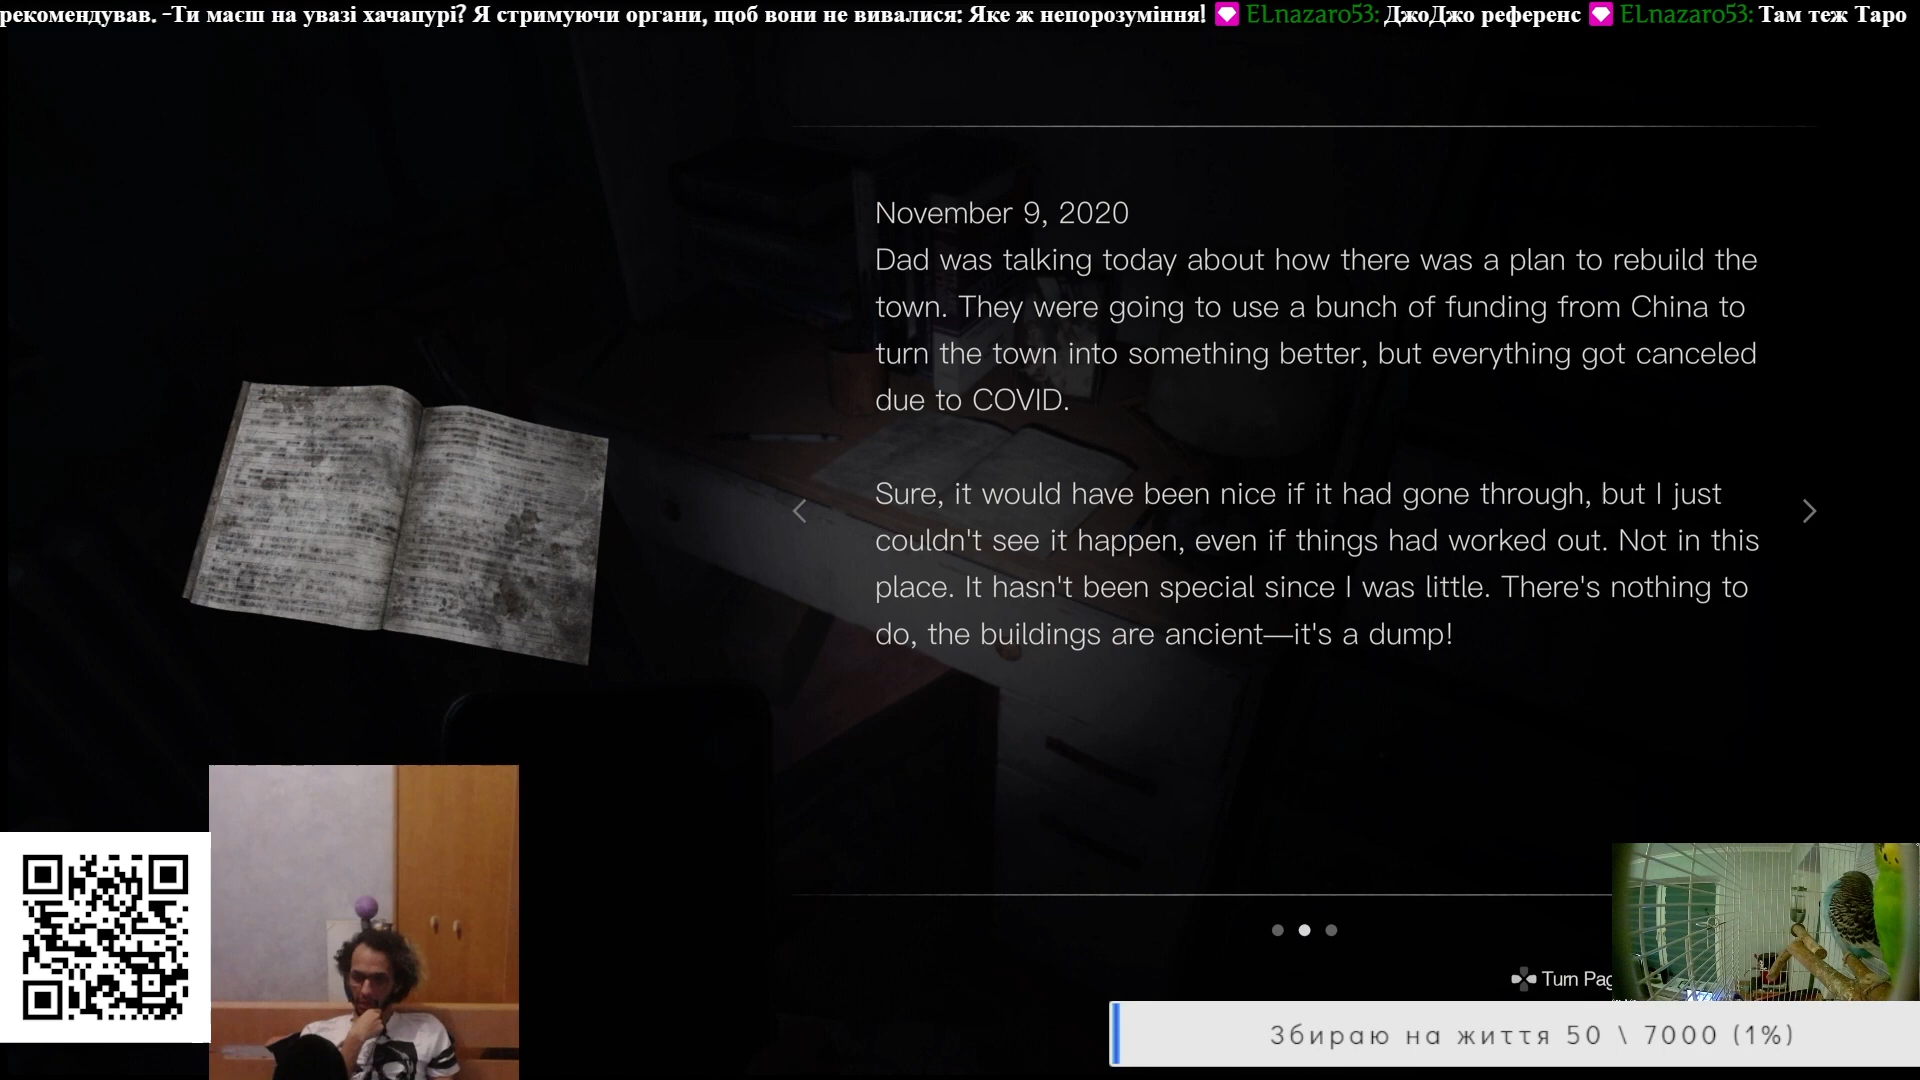 рекомендував. -Ти маєш на увазі хачапурі? Я стримуючи органи, щоб вони не вивалися: Яке ж непорозуміння! ELnazaro53: ДжоДжо референс ELnazaro53: Там теж Таро
November 9, 2020
Dad was talking today about how there was a plan to rebuild the
town. They were going to use a bunch of funding from China to
turn the town into something better, but everything got canceled
due to COVID.
Sure, it would have been nice if it had gone through, but I just
couldn't see it happen, even if things had worked out. Not in this
place. It hasn't been special since I was little. There's nothing to
do, the buildings are ancient—it's a dump!
Turn Pag
Збираю на життя 50 \ 7000 (1%)